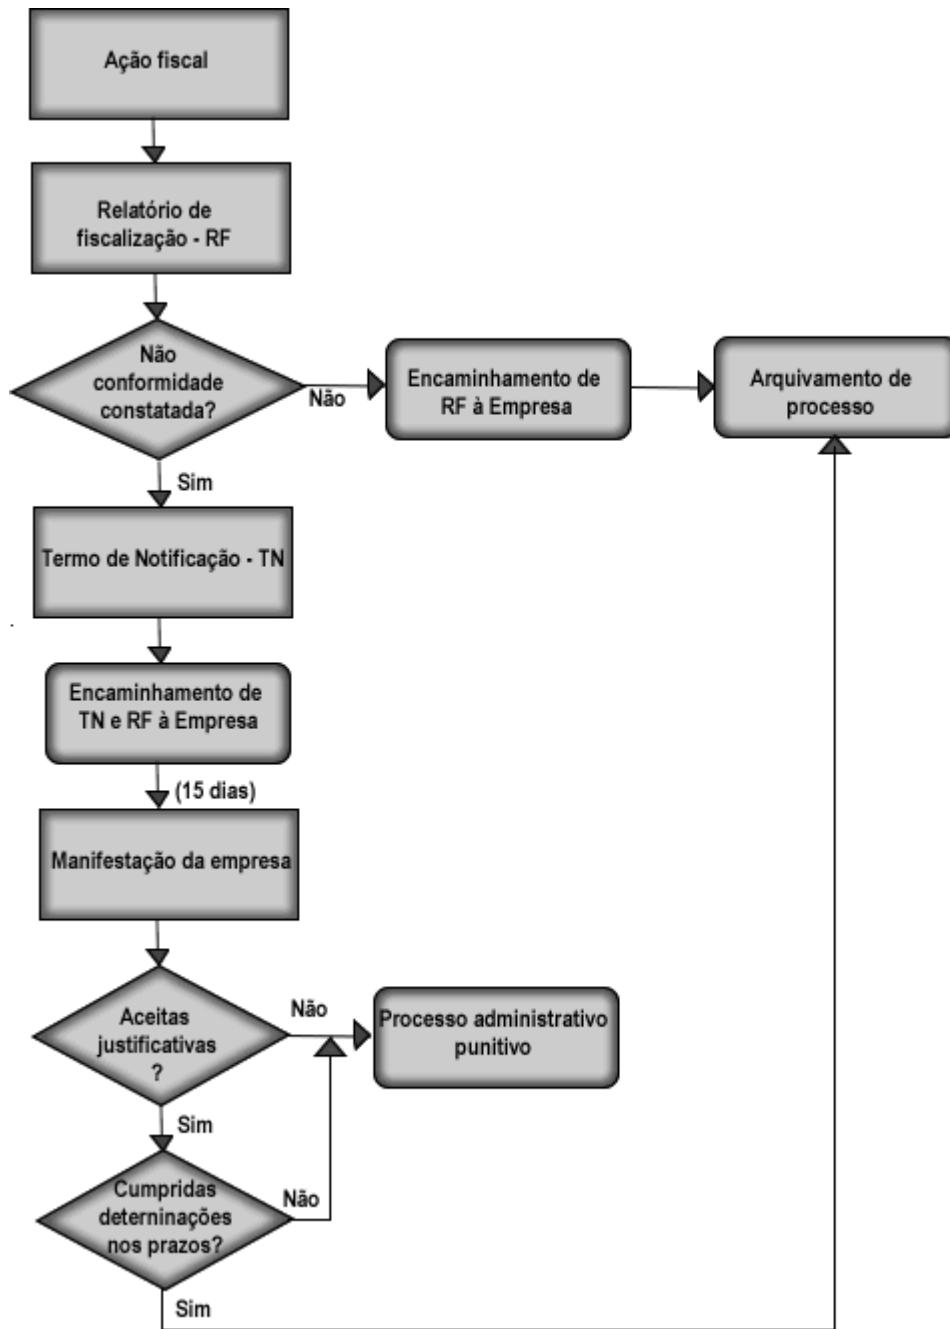 Ação fiscal
Relatório de
fiscalização - RF
Não
conformidade
constatada?
Não
Encaminhamento de
RF à Empresa
Arquivamento de
processo
Sim
Termo de Notificação - TN
Encaminhamento de
TN e RF à Empresa
(15 dias)
Manifestação da empresa
Aceitas
justificativas
?
Não
Processo administrativo
punitivo
Sim
Cumpridas
deterninações
nos prazos?
Não
Sim